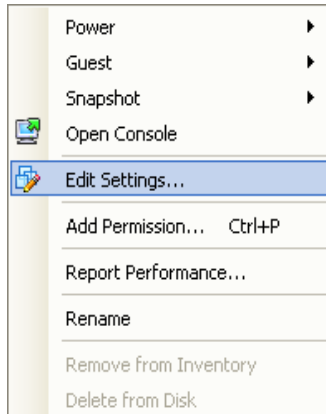 Power
Guest
Snapshot
Open Console
Edit Settings...
Add Permission... Ctrl+P
Report Performance...
Rename
Remove from Inventory
Delete from Disk